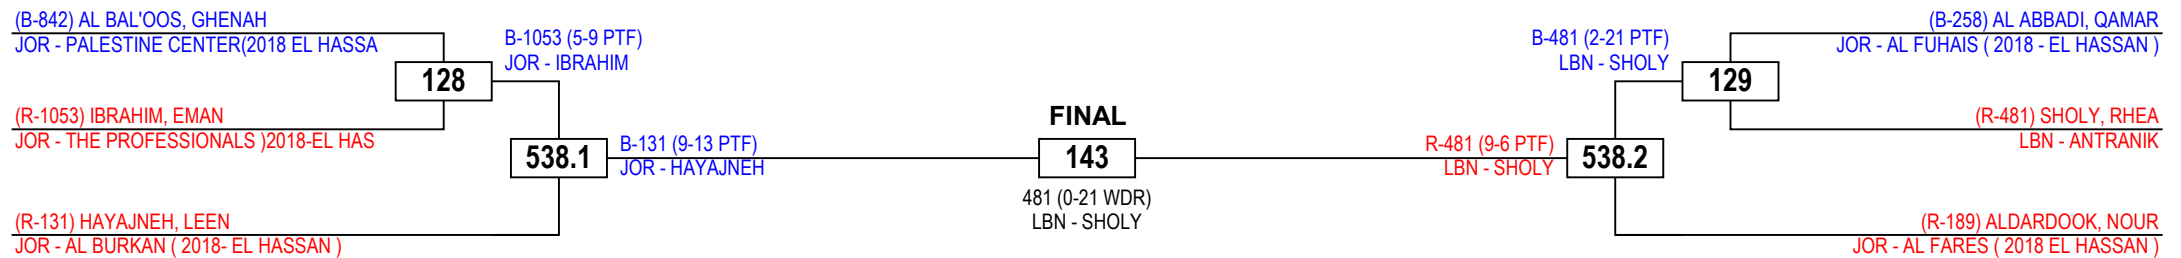 (B-842) AL BAL'OOS, GHENAH
JOR - PALESTINE CENTER(2018 EL HASSA
128
(R-1053) IBRAHIM, EMAN
JOR - THE PROFESSIONALS )2018-EL HAS
B-1053 (5-9 PTF)
JOR - IBRAHIM
538.1
(R-131) HAYAJNEH, LEEN
JOR - AL BURKAN ( 2018- EL HASSAN )
B-131 (9-13 PTF)
JOR - HAYAJNEH
FINAL
143
481 (0-21 WDR)
LBN - SHOLY
R-481 (9-6 PTF)
LBN - SHOLY
538.2
B-481 (2-21 PTF)
LBN - SHOLY
129
(B-258) AL ABBADI, QAMAR
JOR - AL FUHAIS ( 2018 - EL HASSAN )
(R-481) SHOLY, RHEA
LBN - ANTRANIK
(R-189) ALDARDOOK, NOUR
JOR - AL FARES ( 2018 EL HASSAN )